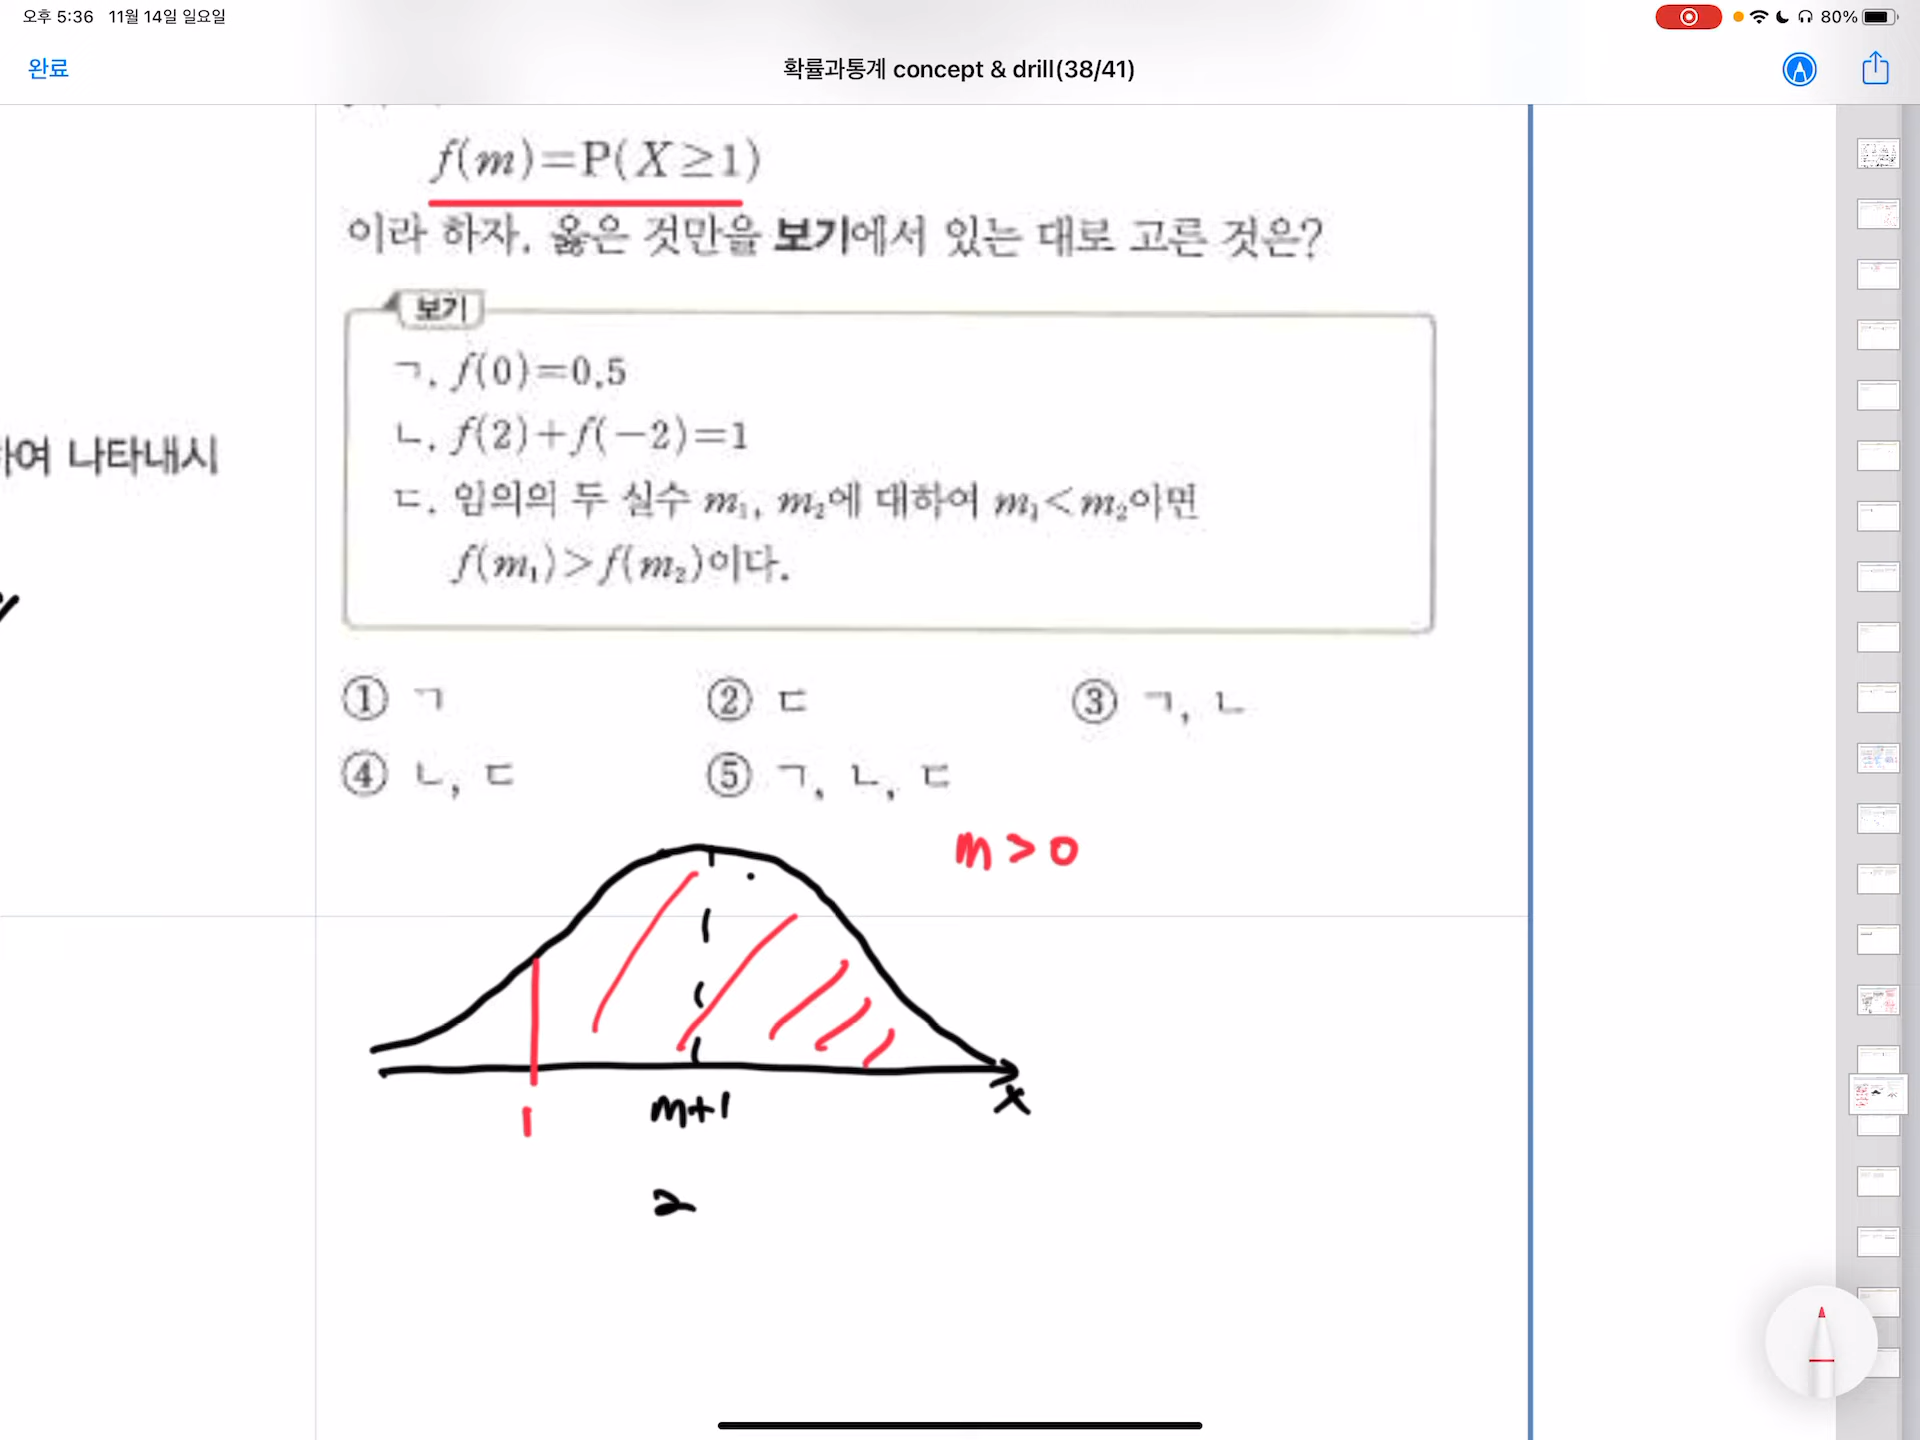 오후 5:36 11월 14일 일요일
80%
완료
확률과통계 concept & drill(38/41)
f(m)=P(X≥1)
이라 하자. 옳은 것만을 보기에서 있는 대로 고른 것은?
보기
ㄱ. f(0)=0.5
ㄴ. f(2)+f(-2)=1
하여 나타내시
ㄷ. 임의의 두 실수 m₁, m₂에 대하여 m₁<m₂이면
f(m₁)>f(m₂)이다.
① ㄱ ② ㄷ ③ ㄱ, ㄴ
④ ㄴ, ㄷ ⑤ ㄱ, ㄴ, ㄷ
m>0
1 m+1 x
2